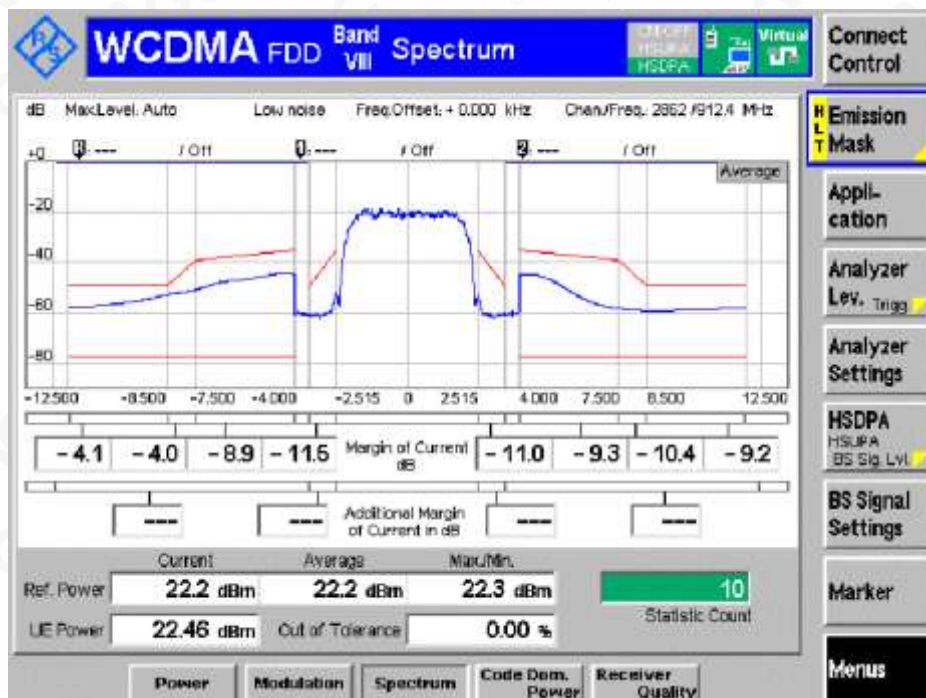 WCDMA FDD Band VIII Spectrum
HSUPA
HSDPA
Virtual
Connect Control
dB Max.Level: Auto Low noise Freq.Offset: + 0.000 kHz Chan./Freq.: 2862 /912.4 MHz
H L T Emission Mask
+0 3: --- / Off 1: --- / Off 2: --- / Off
Average
-20
-40
-60
-80
-12.500 -8.500 -7.500 -4.000 -2.515 0 2.515 4.000 7.500 8.500 12.500
Appli-
cation
Analyzer
Lev. Trigg
Analyzer
Settings
- 4.1 - 4.0 - 8.9 - 11.5 Margin of Current dB - 11.0 - 9.3 - 10.4 - 9.2
HSDPA
HSUPA
BS Sig. Lvl.
--- --- Additional Margin of Current in dB --- ---
BS Signal
Settings
Current Average Max./Min.
Ref. Power 22.2 dBm 22.2 dBm 22.3 dBm 10
Statistic Count
UE Power 22.46 dBm Out of Tolerance 0.00 %
Marker
Menus
Power Modulation Spectrum Code Dom. Power Receiver Quality